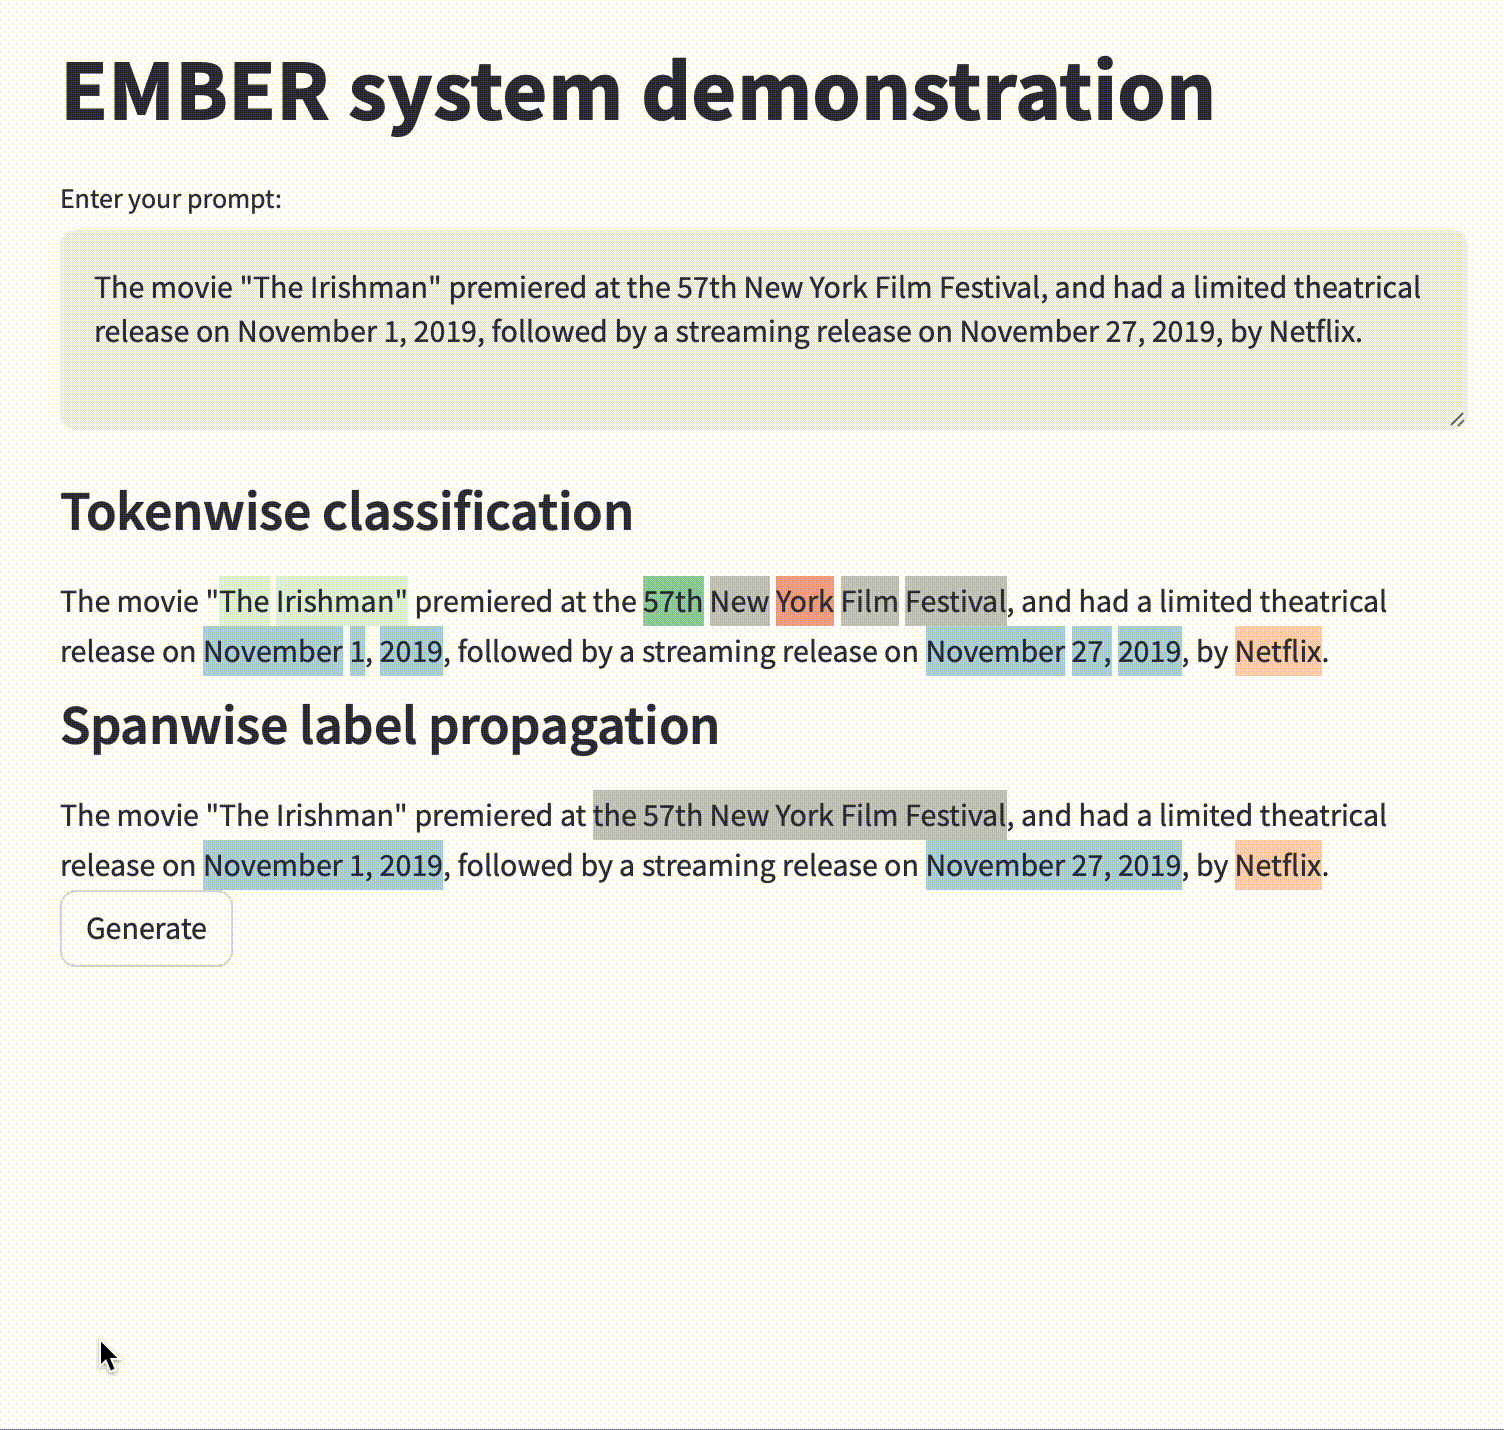 EMBER system demonstration
Enter your prompt:
The movie "The Irishman" premiered at the 57th New York Film Festival, and had a limited theatrical
release on November 1, 2019, followed by a streaming release on November 27, 2019, by Netflix.
Tokenwise classification
The movie "The Irishman" premiered at the 57th New York Film Festival, and had a limited theatrical
release on November 1, 2019, followed by a streaming release on November 27, 2019, by Netflix.
Spanwise label propagation
The movie "The Irishman" premiered at the 57th New York Film Festival, and had a limited theatrical
release on November 1, 2019, followed by a streaming release on November 27, 2019, by Netflix.
Generate